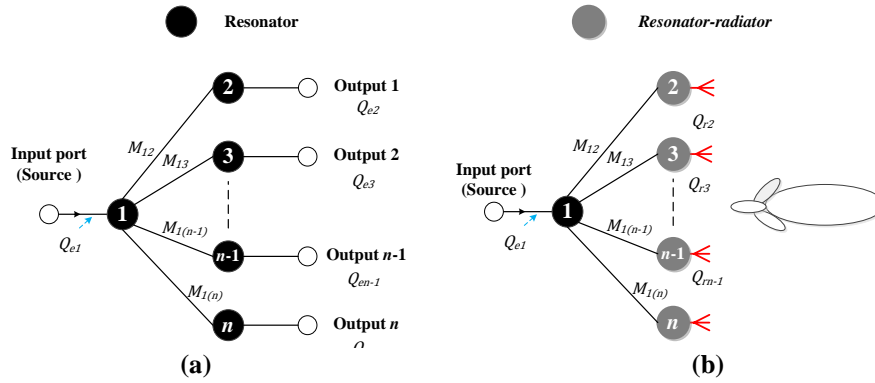 Resonator
Resonator-radiator
Input port
(Source )
Qe1
1
M12
M13
M1(n-1)
M1(n)
2
3
n-1
n
Output 1
Qe2
Output 2
Qe3
Output n-1
Qen-1
Output n
Q
(a)
Input port
(Source )
Qe1
1
M12
M13
M1(n-1)
M1(n)
2
3
n-1
n
Qr2
Qr3
Qrn-1
(b)